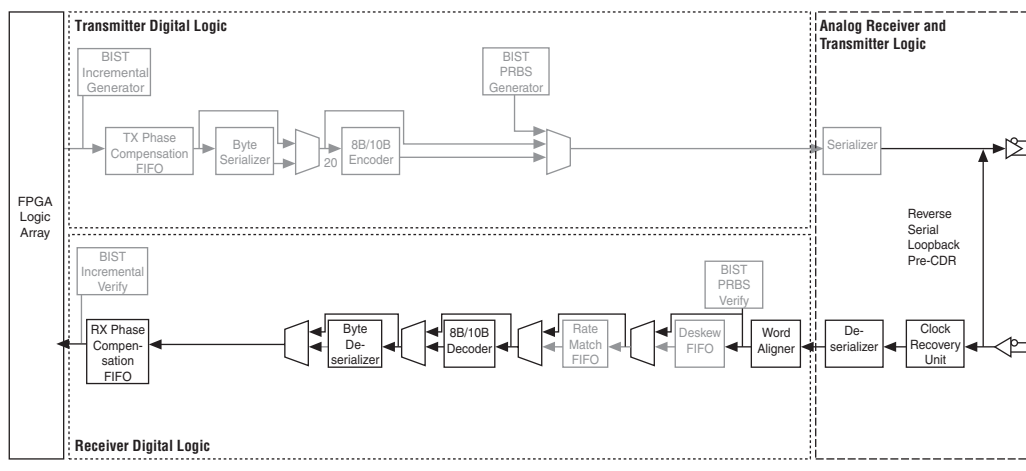 Transmitter Digital Logic
Analog Receiver and
Transmitter Logic
BIST
Incremental
Generator
BIST
PRBS
Generator
TX Phase
Compensation
FIFO
Byte
Serializer
20
8B/10B
Encoder
Serializer
FPGA
Logic
Array
Reverse
Serial
Loopback
Pre-CDR
BIST
Incremental
Verify
BIST
PRBS
Verify
RX Phase
Compen-
sation
FIFO
Byte
De-
serializer
8B/10B
Decoder
Rate
Match
FIFO
Deskew
FIFO
Word
Aligner
De-
serializer
Clock
Recovery
Unit
Receiver Digital Logic